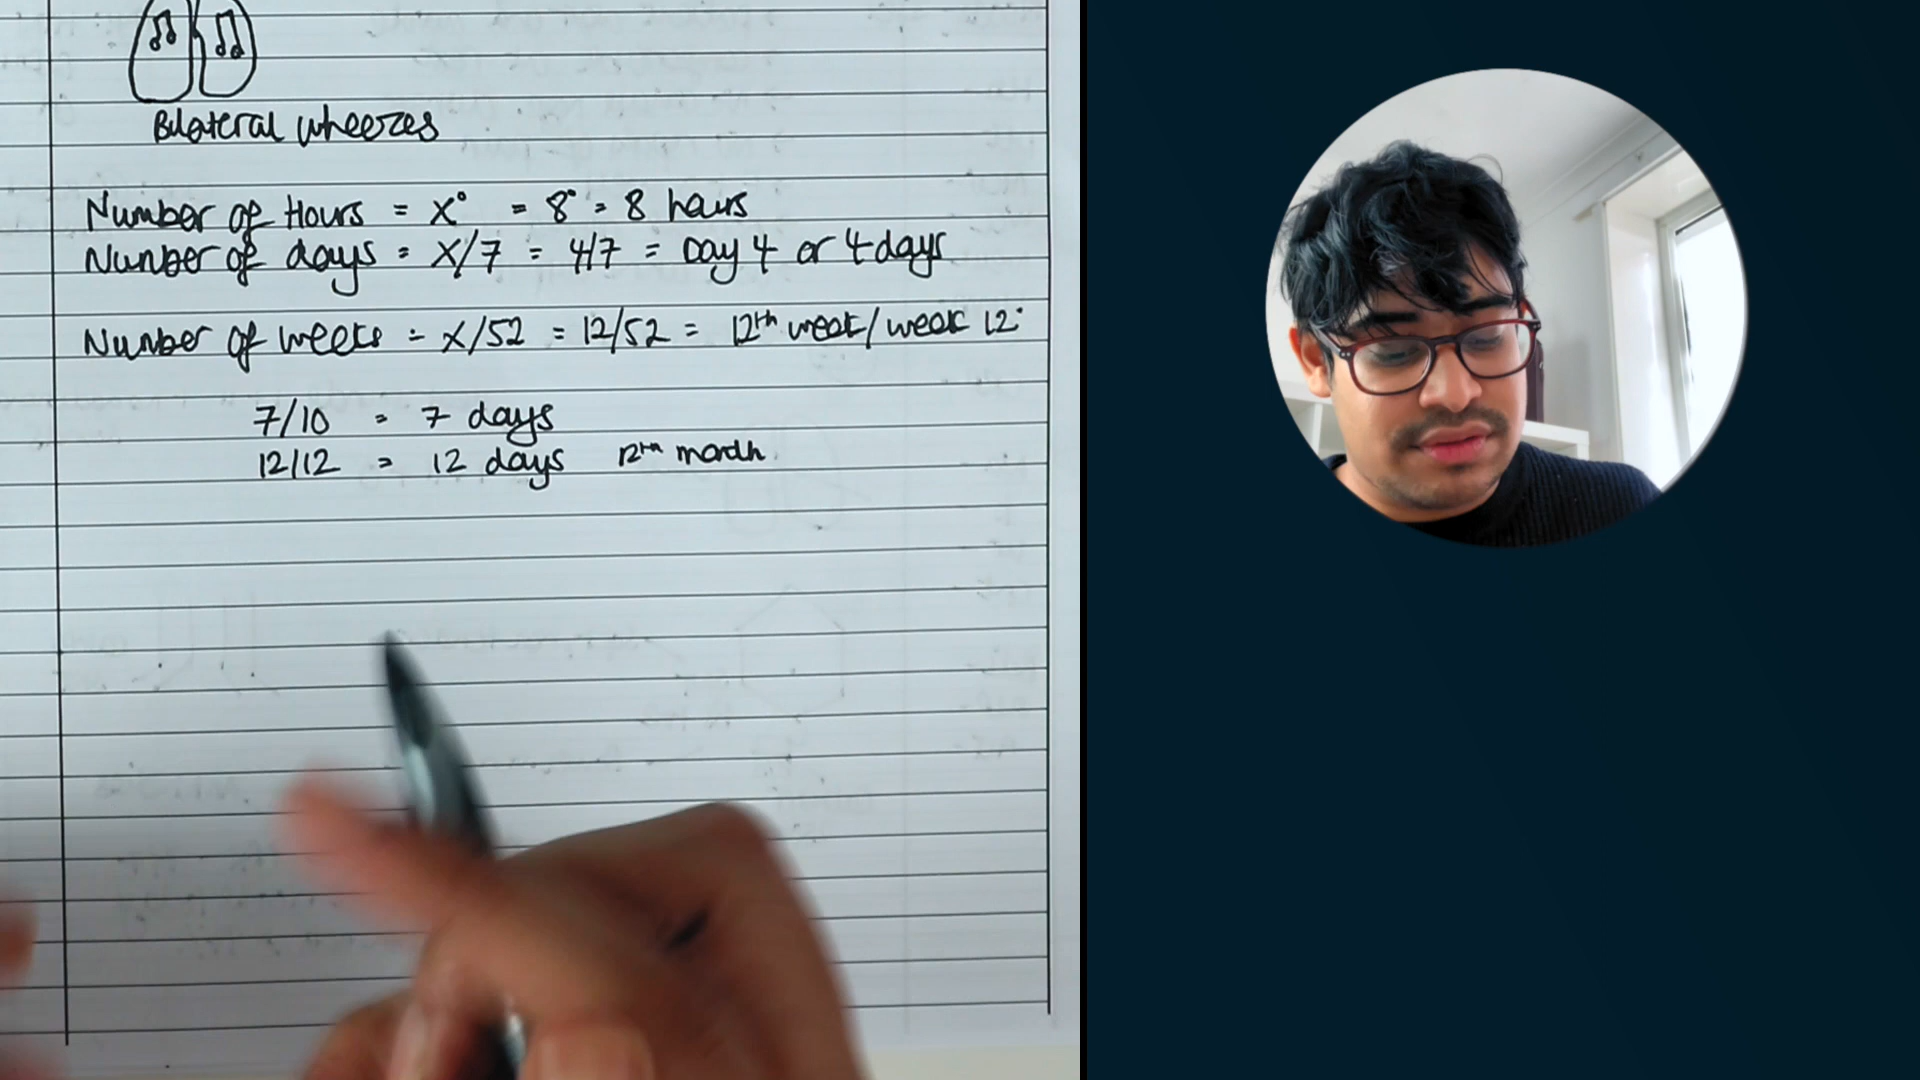 Bilateral wheezes
Number of Hours = X° = 8° = 8 hours
Number of days = X/7 = 4/7 = Day 4 or 4 days
Number of weeks = X/52 = 12/52 = 12th week/week 12.
7/10 = 7 days
12/12 = 12 days 12th month